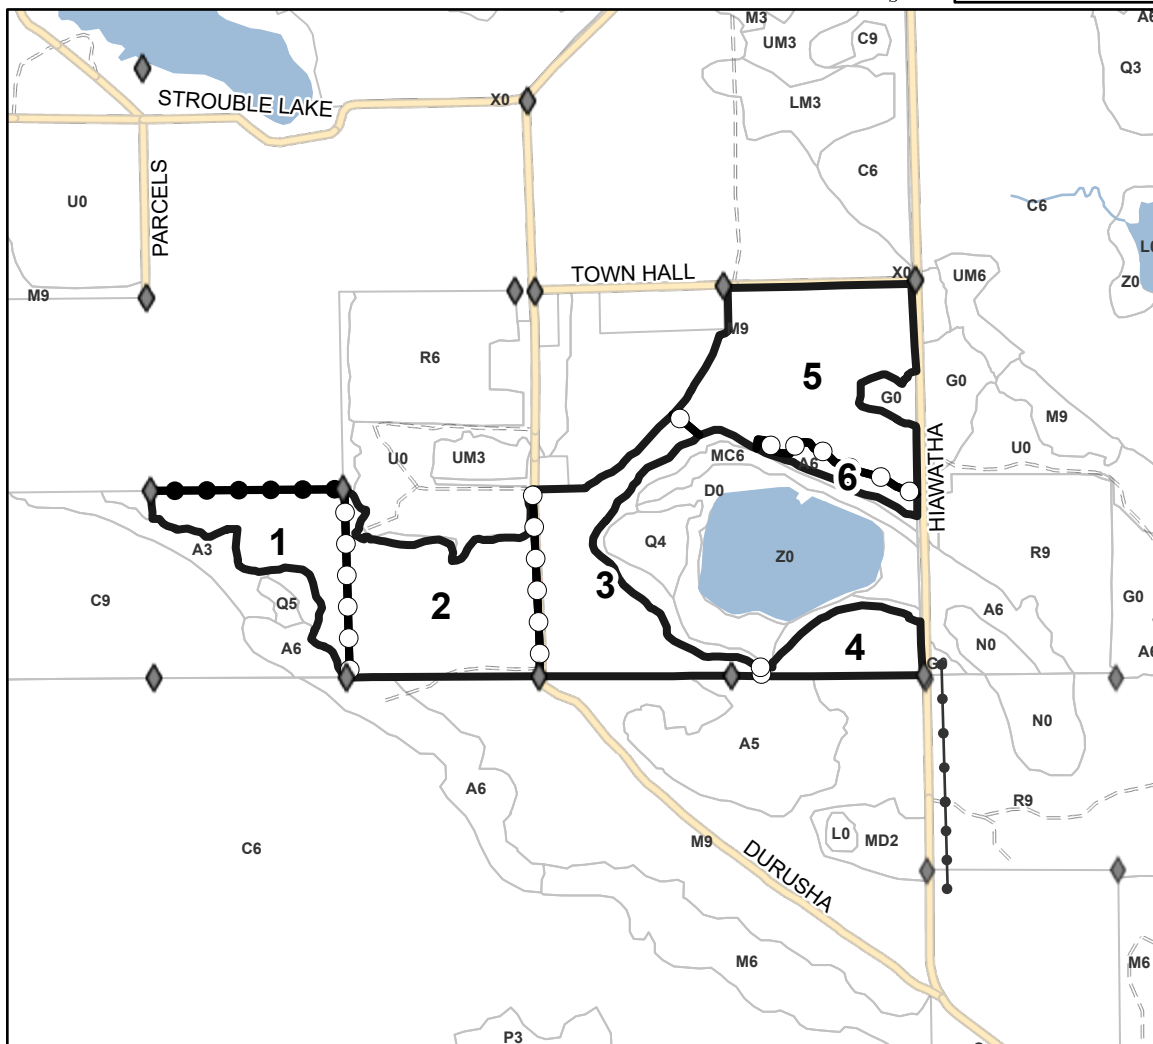 M3
A6
UM3
C9
Q3
X0
STROUBLE LAKE
LM3
C6
PARCELS
U0
C6
L0
TOWN HALL
X0
UM6
Z0
M9
M9
R6
5
G0
G0
M9
U0
HIAWATHA
U0
UM3
MC6
A6
6
D0
1
A3
Q4
Z0
R9
3
C9
Q5
2
A6
G0
4
N0
A6
A6
N0
A5
A6
R9
L0
MD2
C6
M9
DURUSHA
M6
M6
P3